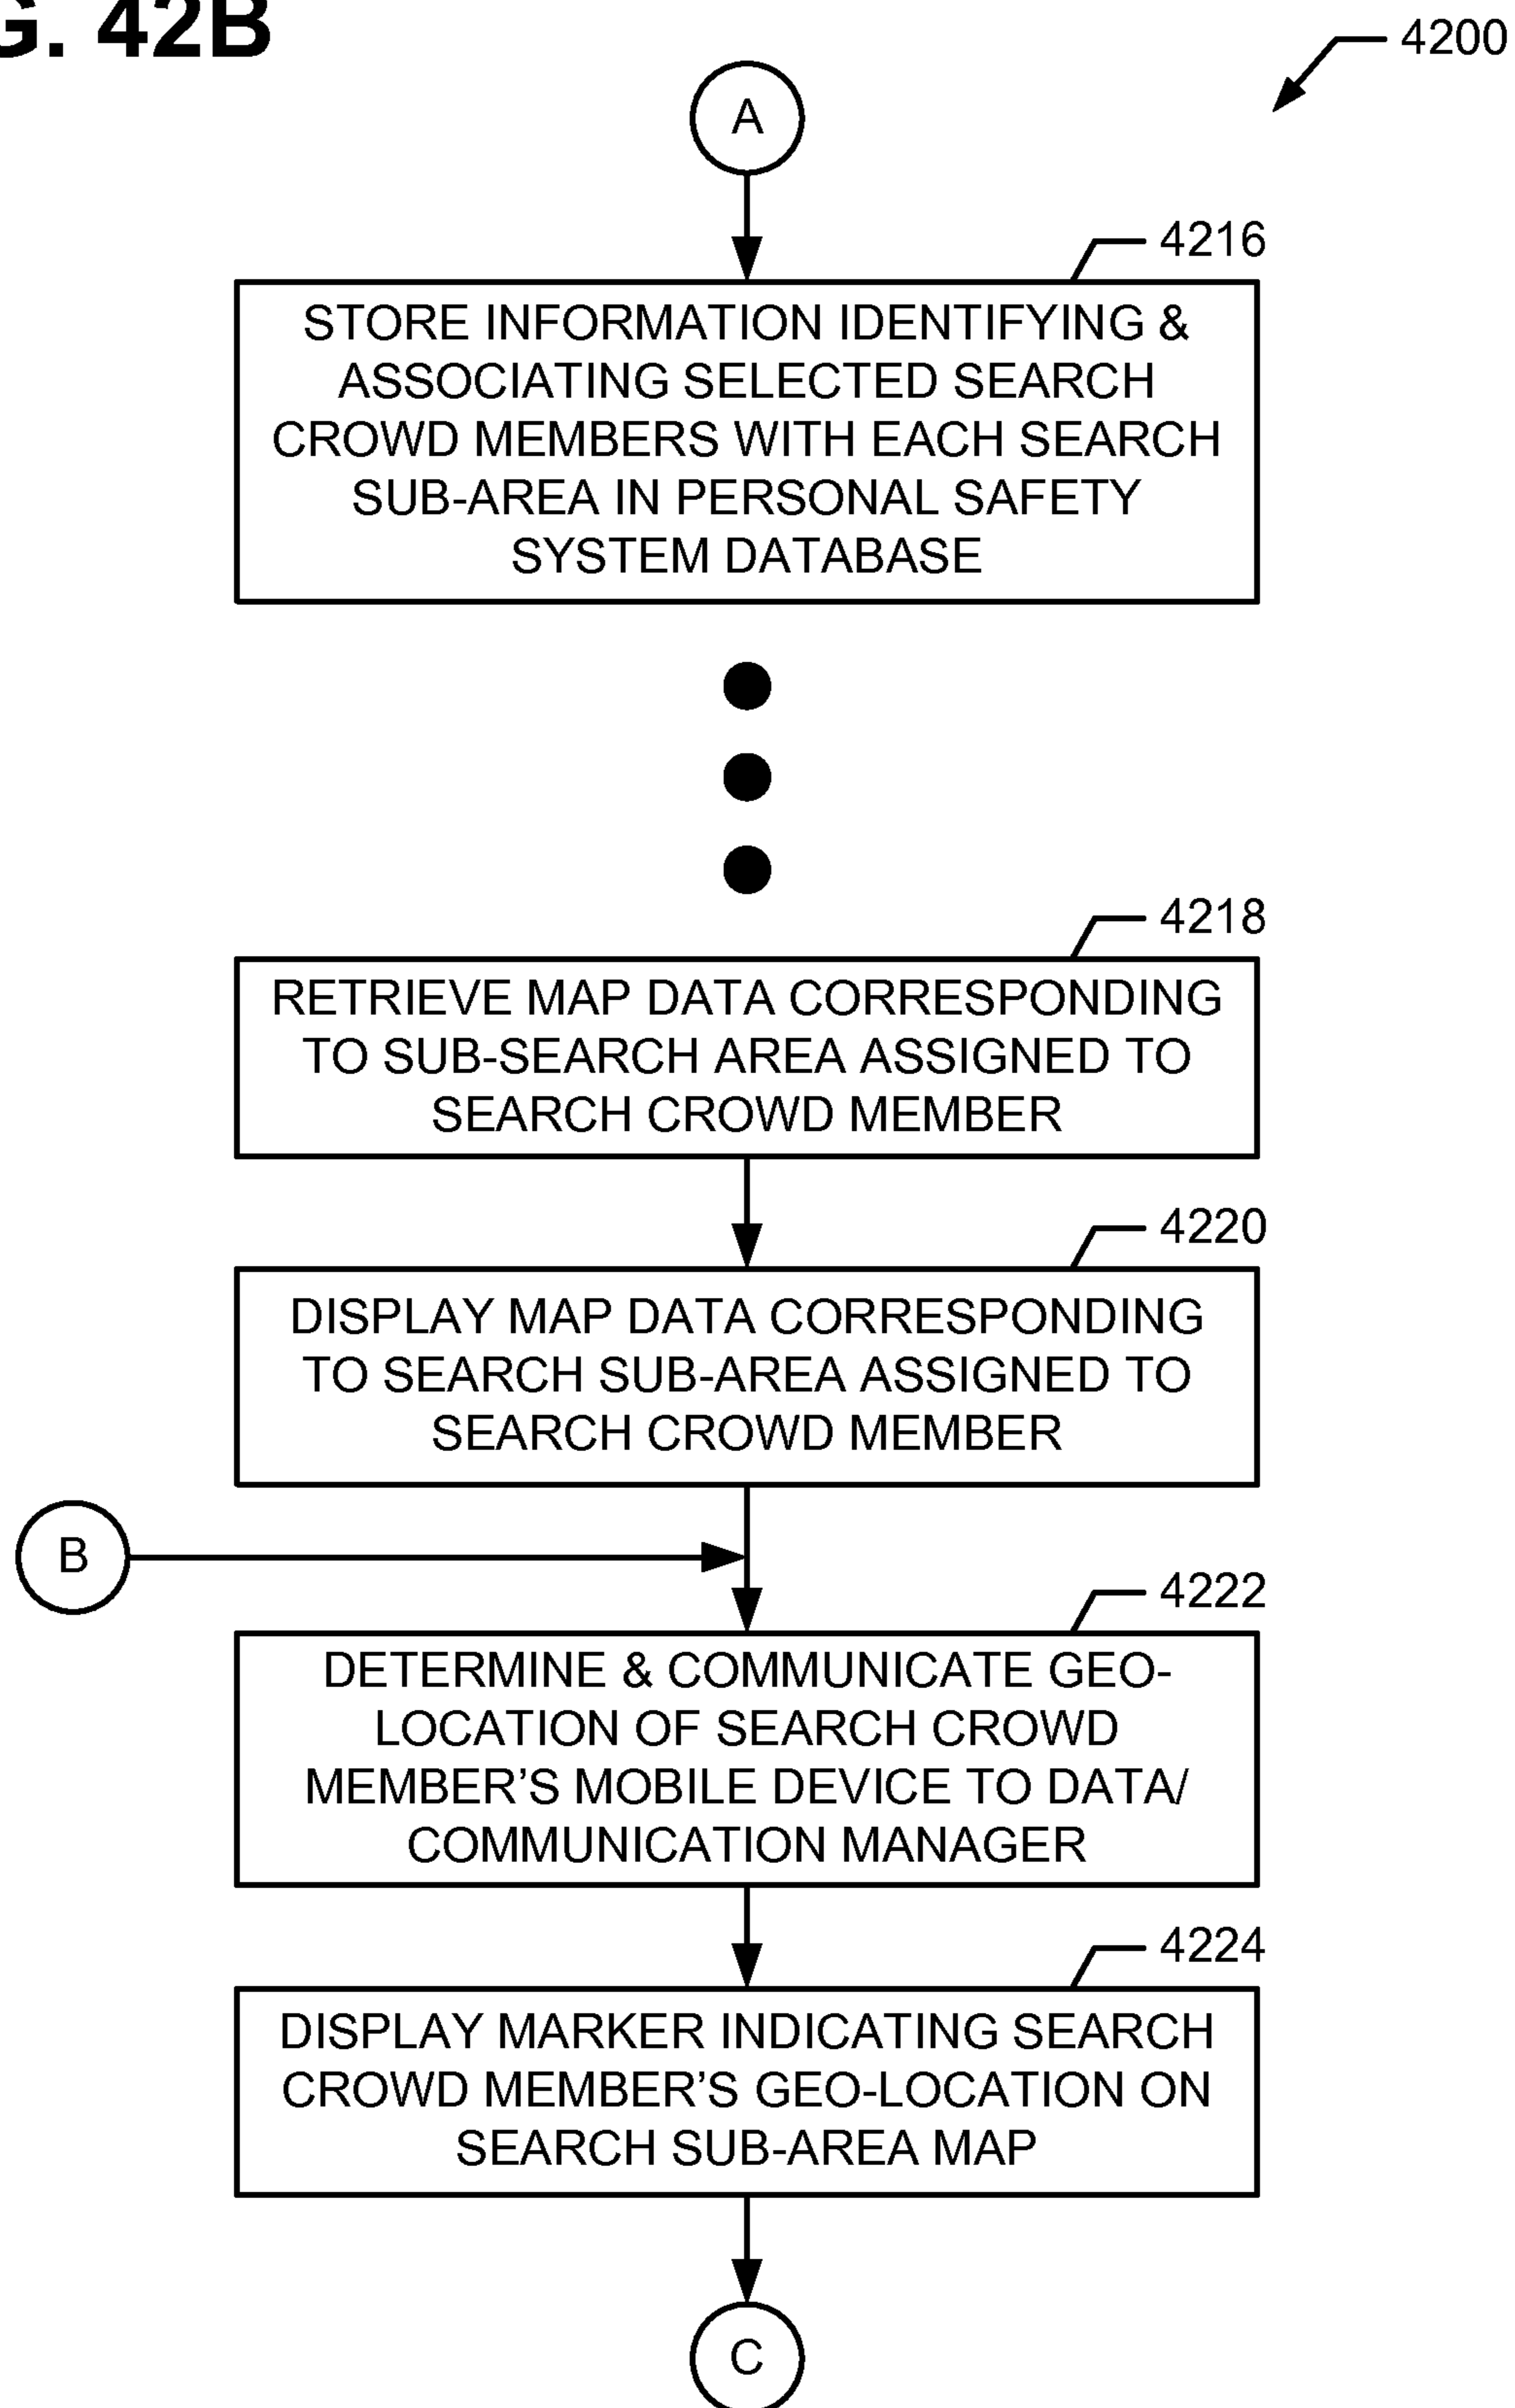 G. 42B
4200
A
4216
STORE INFORMATION IDENTIFYING &
ASSOCIATING SELECTED SEARCH
CROWD MEMBERS WITH EACH SEARCH
SUB-AREA IN PERSONAL SAFETY
SYSTEM DATABASE
4218
RETRIEVE MAP DATA CORRESPONDING
TO SUB-SEARCH AREA ASSIGNED TO
SEARCH CROWD MEMBER
4220
DISPLAY MAP DATA CORRESPONDING
TO SEARCH SUB-AREA ASSIGNED TO
SEARCH CROWD MEMBER
B
4222
DETERMINE & COMMUNICATE GEO-
LOCATION OF SEARCH CROWD
MEMBER’S MOBILE DEVICE TO DATA/
COMMUNICATION MANAGER
4224
DISPLAY MARKER INDICATING SEARCH
CROWD MEMBER’S GEO-LOCATION ON
SEARCH SUB-AREA MAP
C